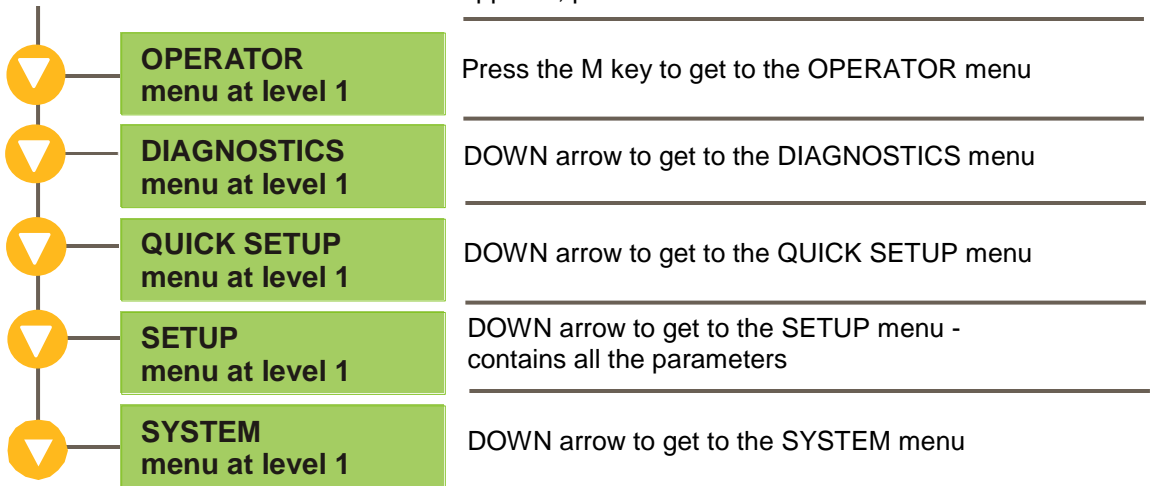 OPERATOR
menu at level 1
Press the M key to get to the OPERATOR menu
DIAGNOSTICS
menu at level 1
DOWN arrow to get to the DIAGNOSTICS menu
QUICK SETUP
menu at level 1
DOWN arrow to get to the QUICK SETUP menu
SETUP
menu at level 1
DOWN arrow to get to the SETUP menu -
contains all the parameters
SYSTEM
menu at level 1
DOWN arrow to get to the SYSTEM menu